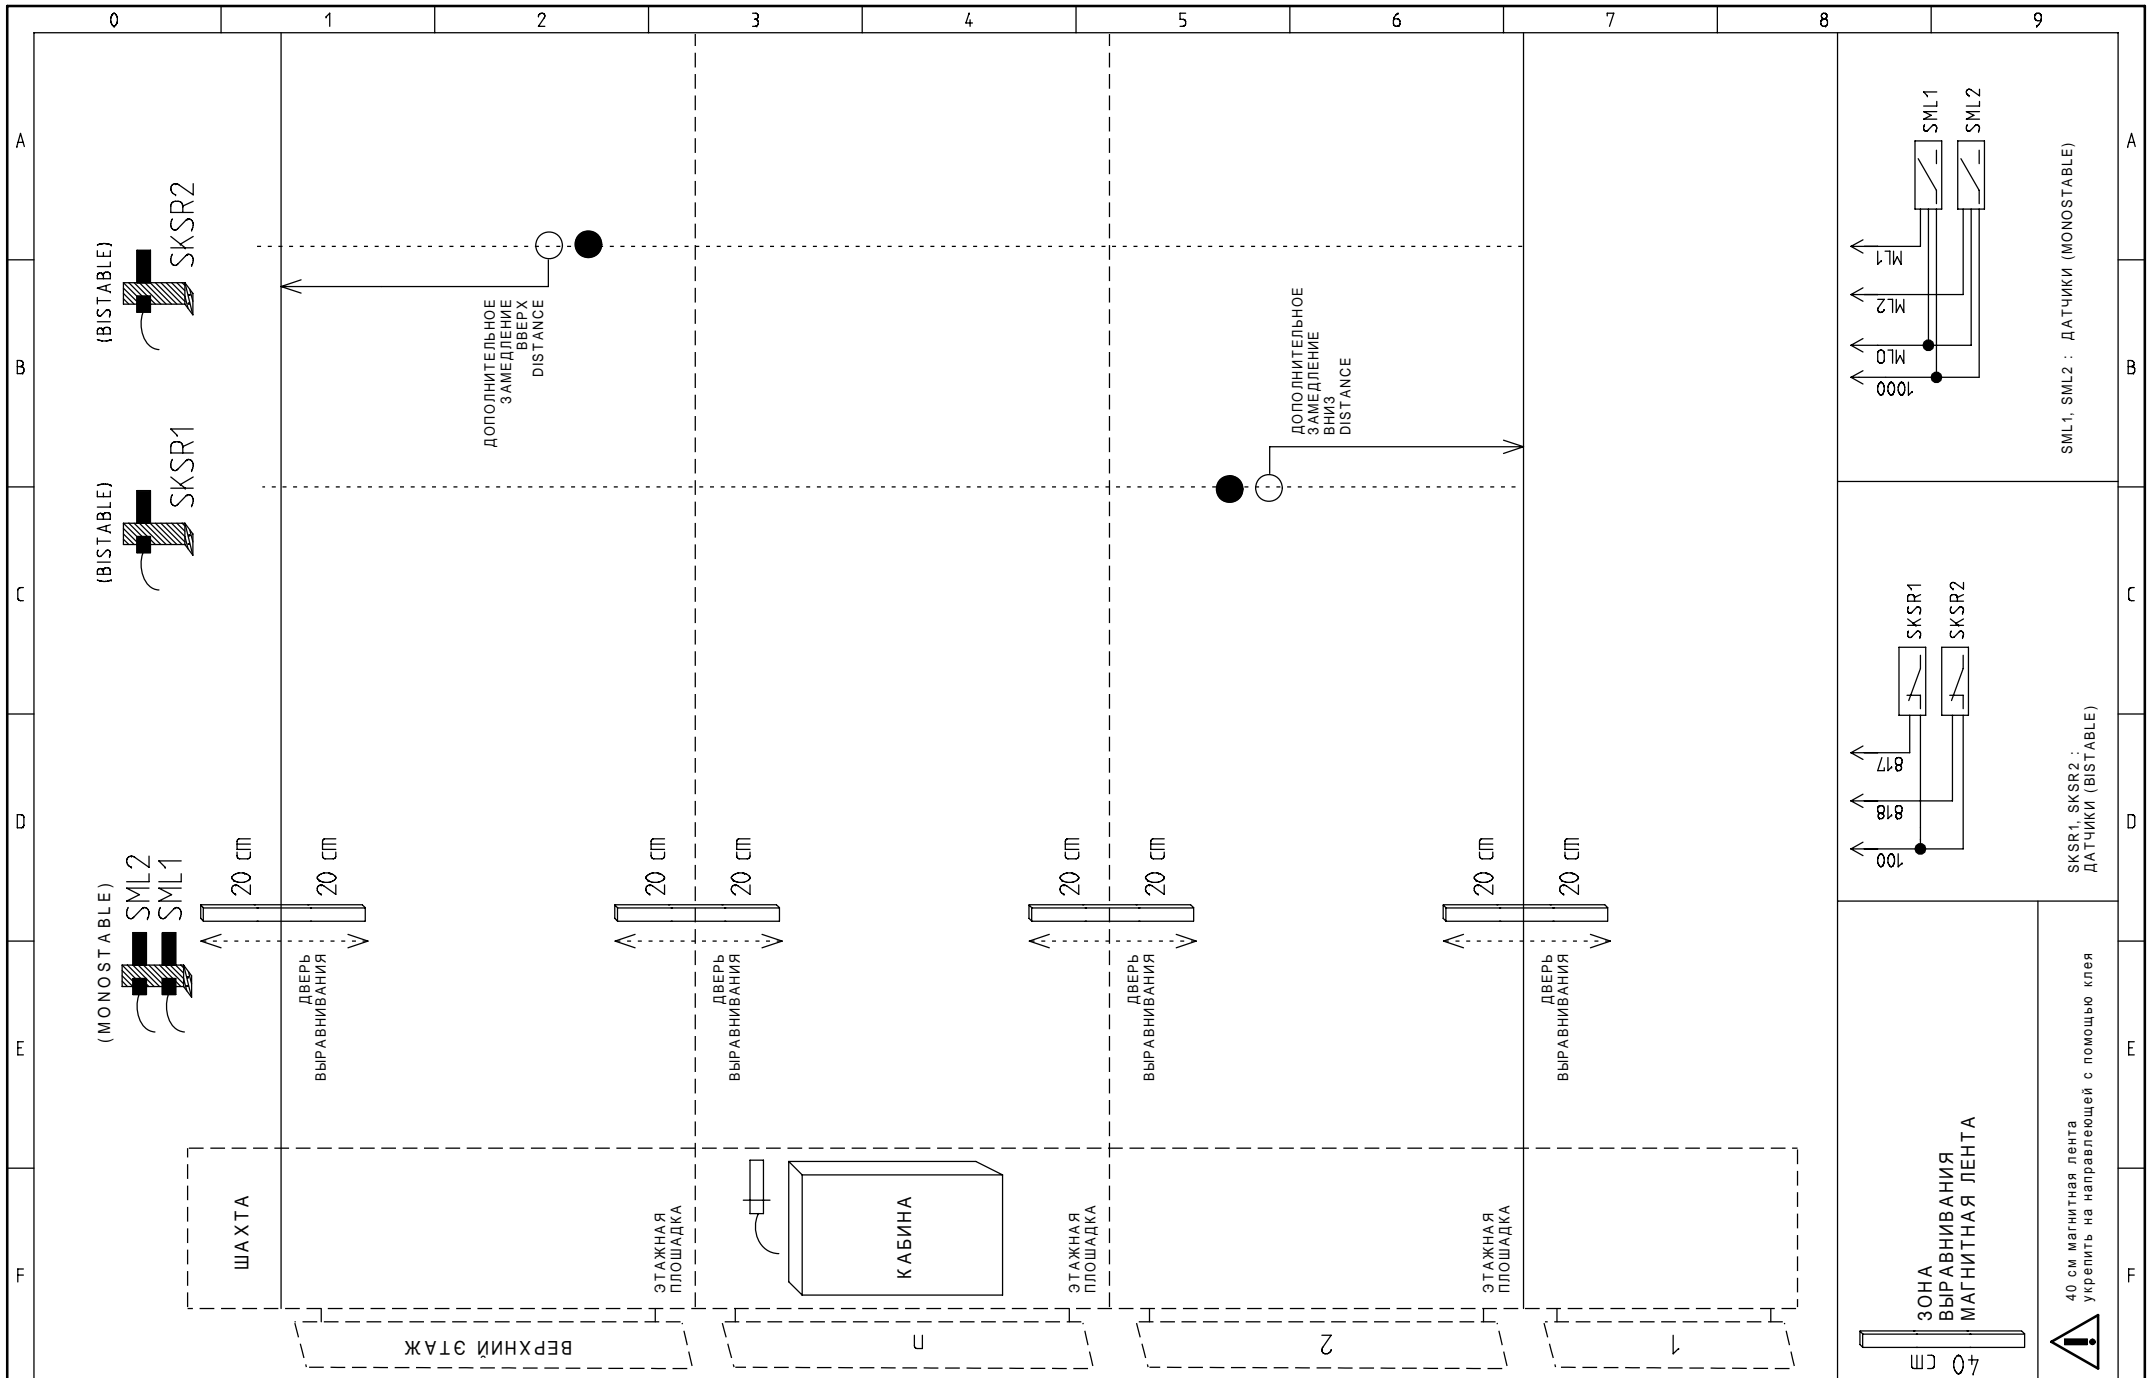 0 1 2 3 4 5 6 7 8 9
A
B
C
D
E
F
A
B
C
D
E
F
(BISTABLE)
SKSR2
(BISTABLE)
SKSR1
(MONOSTABLE)
SML2
SML1
ДОПОЛНИТЕЛЬНОЕ
ЗАМЕДЛЕНИЕ
ВВЕРХ
DISTANCE
ДОПОЛНИТЕЛЬНОЕ
ЗАМЕДЛЕНИЕ
ВНИЗ
DISTANCE
20 cm
20 cm
ДВЕРЬ
ВЫРАВНИВАНИЯ
20 cm
20 cm
ДВЕРЬ
ВЫРАВНИВАНИЯ
20 cm
20 cm
ДВЕРЬ
ВЫРАВНИВАНИЯ
20 cm
20 cm
ДВЕРЬ
ВЫРАВНИВАНИЯ
ШАХТА
ЭТАЖНАЯ
ПЛОШАДКА
КАБИНА
ЭТАЖНАЯ
ПЛОШАДКА
ЭТАЖНАЯ
ПЛОШАДКА
ВЕРХНИЙ ЭТАЖ
П
2
1
SML1
SML2
ML1
ML2
ML0
1000
SML1, SML2 : ДАТЧИКИ (MONOSTABLE)
SKSR1
SKSR2
817
818
100
SKSR1, SKSR2 :
ДАТЧИКИ (BISTABLE)
ЗОНА
ВЫРАВНИВАНИЯ
МАГНИТНАЯ ЛЕНТА
40 cm
40 см магнитная лента
укрепить на направляющей с помощью клея
!